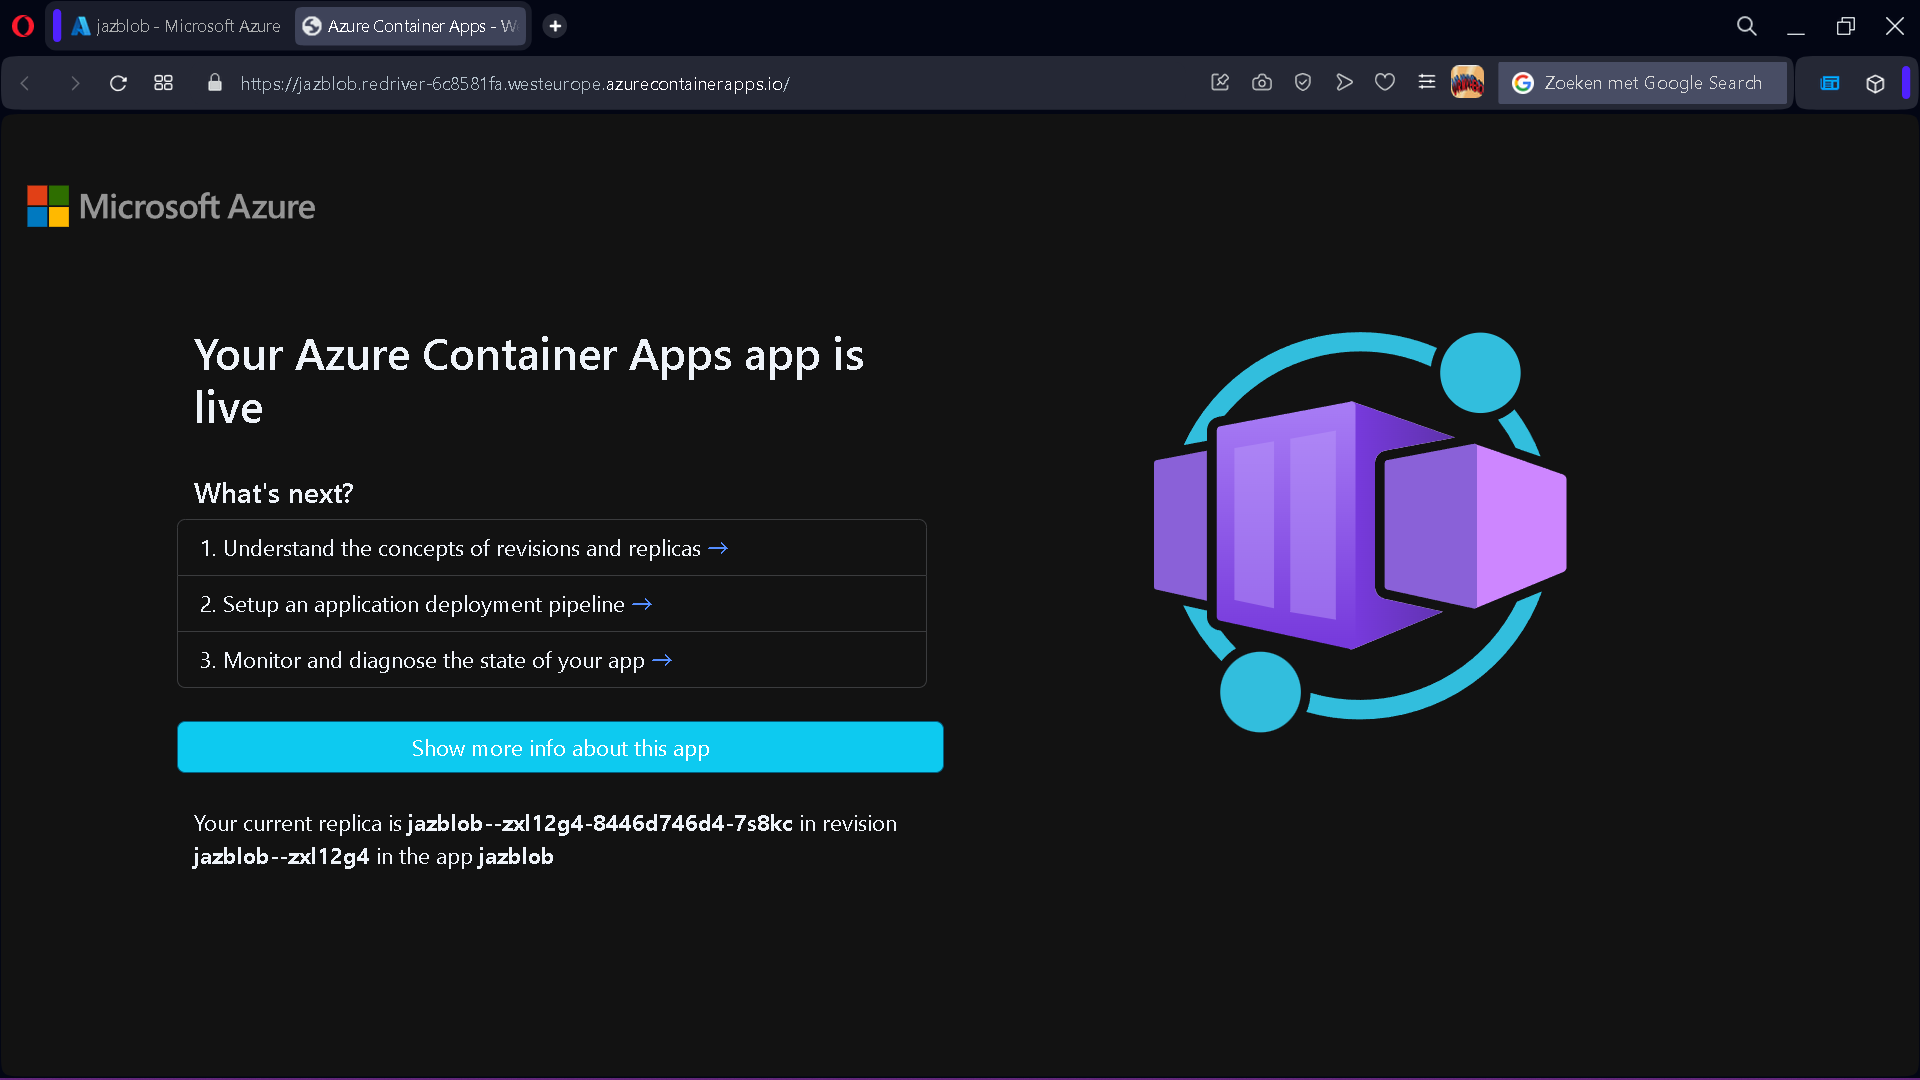 jazblob - Microsoft Azure
Azure Container Apps - W
https://jazblob.redriver-6c8581fa.westeurope.azurecontainerapps.io/
Zoeken met Google Search
Microsoft Azure
Your Azure Container Apps app is
live
What's next?
1. Understand the concepts of revisions and replicas →
2. Setup an application deployment pipeline →
3. Monitor and diagnose the state of your app →
Show more info about this app
Your current replica is jazblob--zxl12g4-8446d746d4-7s8kc in revision
jazblob--zxl12g4 in the app jazblob